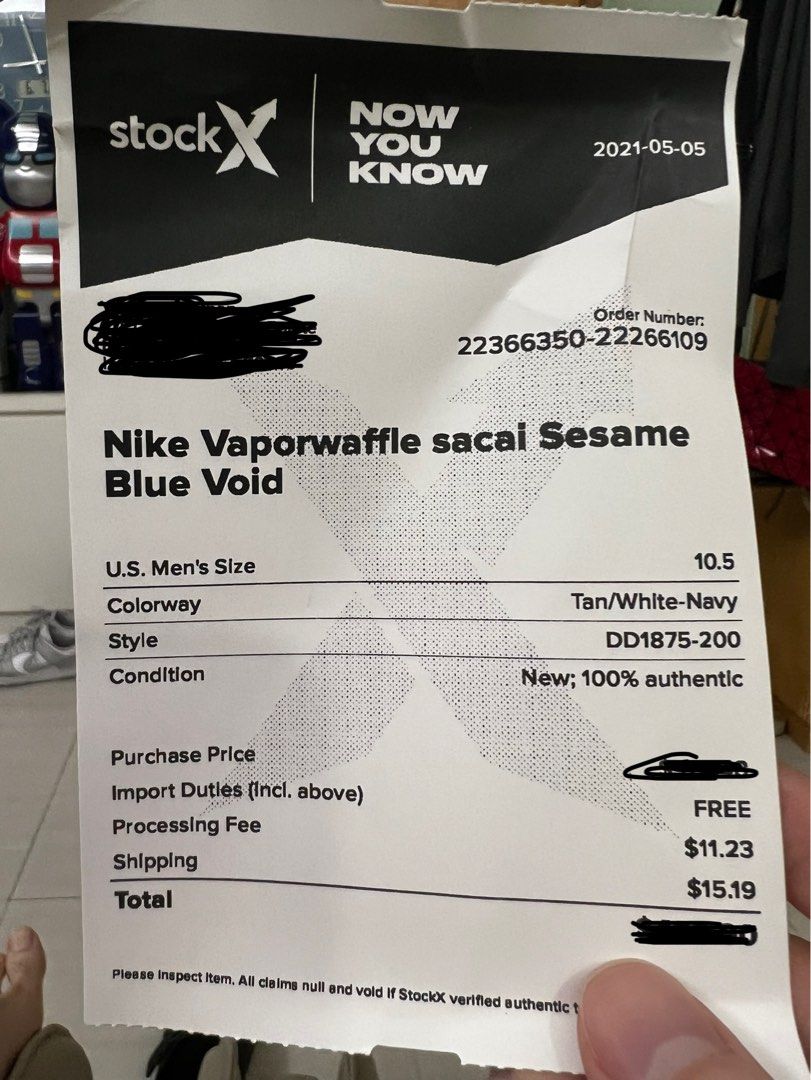 stockX
NOW
YOU
KNOW
2021-05-05
Order Number:
22366350-22266109
Nike Vaporwaffle sacai Sesame
Blue Void
U.S. Men's Size 10.5
Colorway Tan/White-Navy
Style DD1875-200
Condition New; 100% authentic
Purchase Price
Import Duties (incl. above) FREE
Processing Fee $11.23
Shipping $15.19
Total
Please inspect item. All claims null and void if StockX verified authentic t